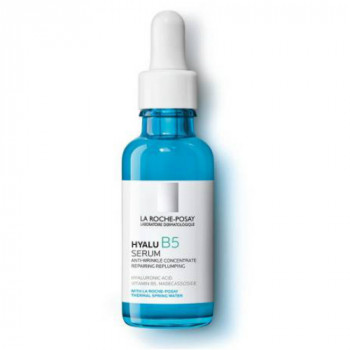 LA ROCHE-POSAY
LABORATOIRE DERMATOLOGIQUE
HYALU B5
SERUM
ANTI-WRINKLE CONCENTRATE
REPAIRING REPLUMPING
HYALURONIC ACID
VITAMIN B5, MADECASSOSIDE
WITH LA ROCHE-POSAY
THERMAL SPRING WATER